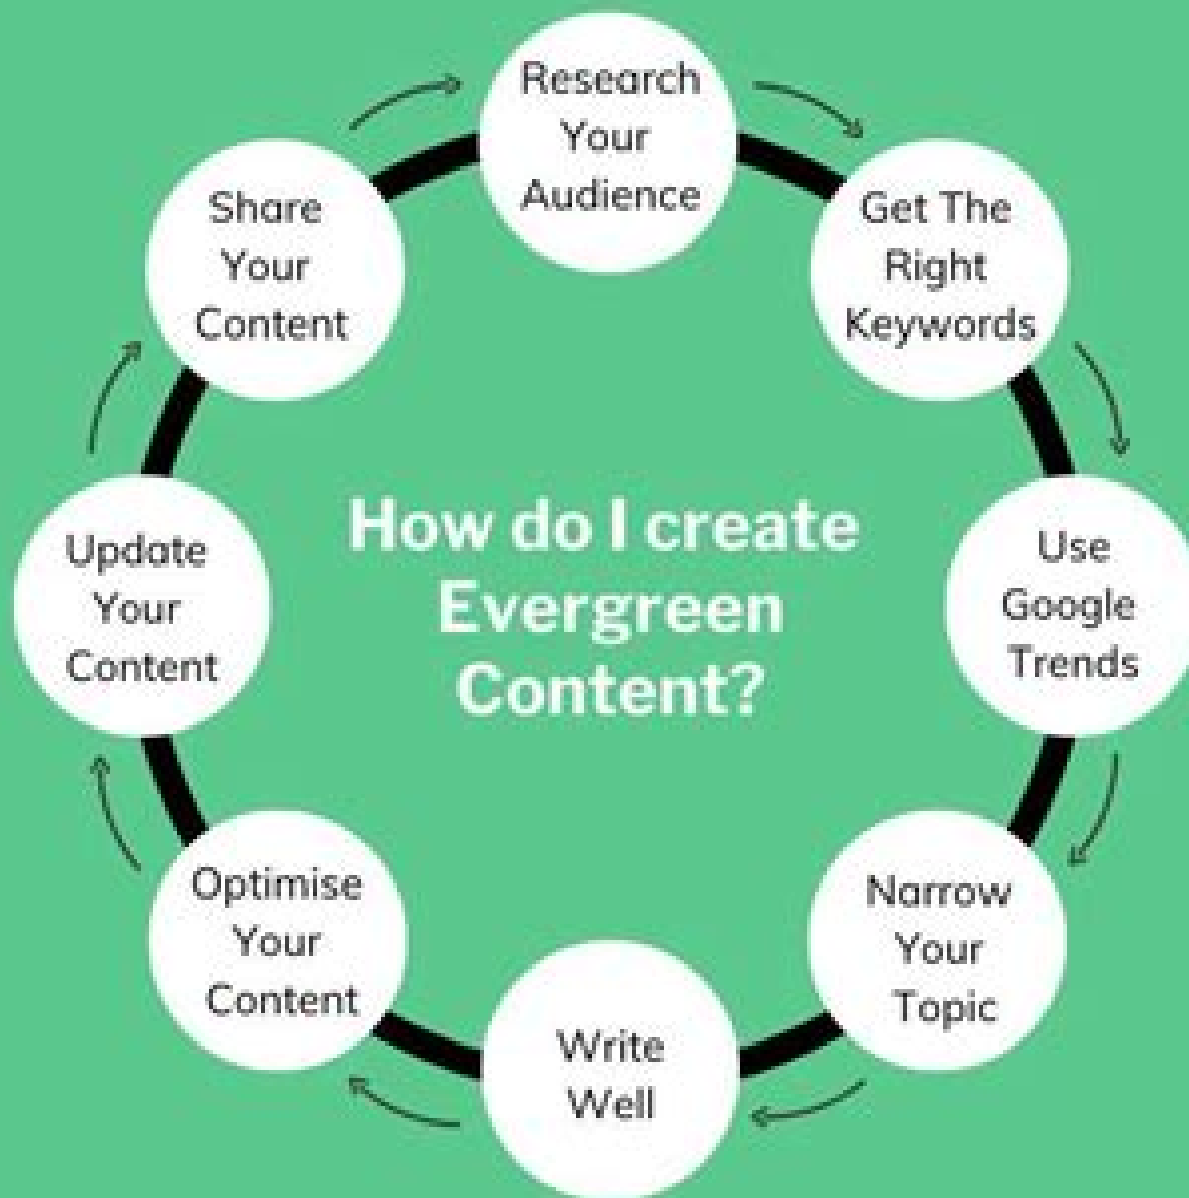 Research
Your
Audience
Get The
Right
Keywords
Use
Google
Trends
Narrow
Your
Topic
Write
Well
Optimise
Your
Content
Update
Your
Content
Share
Your
Content
How do I create
Evergreen
Content?